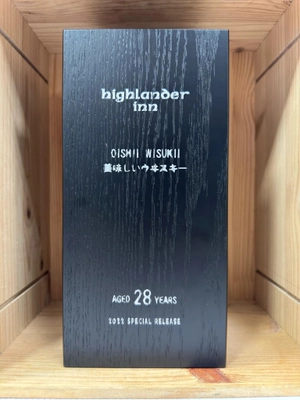 highlander
inn
OISHII WISUKII
美味しいウヰスキー
AGED 28 YEARS
2022 SPECIAL RELEASE